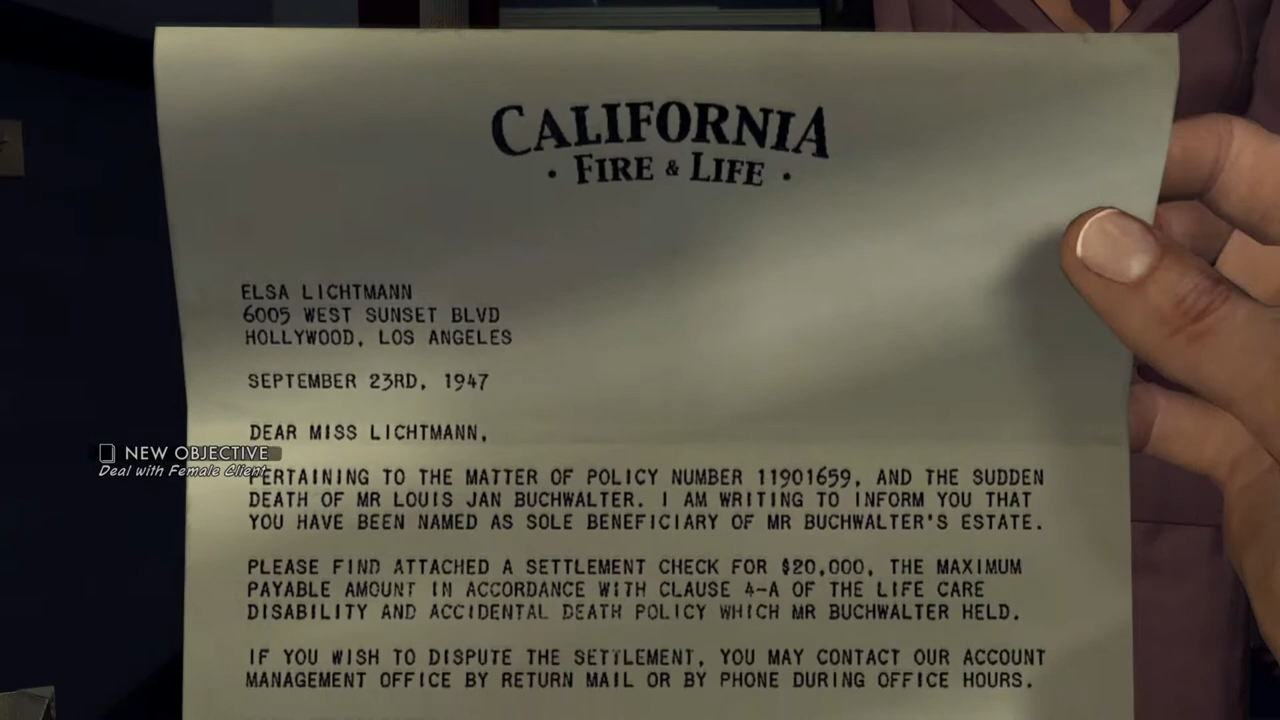 CALIFORNIA
· FIRE & LIFE ·
ELSA LICHTMANN
6005 WEST SUNSET BLVD
HOLLYWOOD, LOS ANGELES
SEPTEMBER 23RD, 1947
DEAR MISS LICHTMANN,
NEW OBJECTIVE
Deal with Female Client
PERTAINING TO THE MATTER OF POLICY NUMBER 11901659, AND THE SUDDEN
DEATH OF MR LOUIS JAN BUCHWALTER. I AM WRITING TO INFORM YOU THAT
YOU HAVE BEEN NAMED AS SOLE BENEFICIARY OF MR BUCHWALTER'S ESTATE.
PLEASE FIND ATTACHED A SETTLEMENT CHECK FOR $20,000, THE MAXIMUM
PAYABLE AMOUNT IN ACCORDANCE WITH CLAUSE 4-A OF THE LIFE CARE
DISABILITY AND ACCIDENTAL DEATH POLICY WHICH MR BUCHWALTER HELD.
IF YOU WISH TO DISPUTE THE SETTLEMENT, YOU MAY CONTACT OUR ACCOUNT
MANAGEMENT OFFICE BY RETURN MAIL OR BY PHONE DURING OFFICE HOURS.